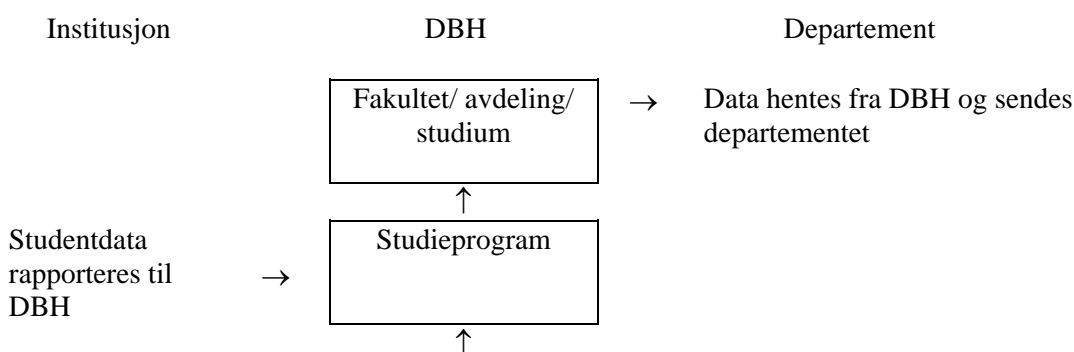 Institusjon DBH Departement
Fakultet/ avdeling/ → Data hentes fra DBH og sendes
studium departementet
↑
Studentdata Studieprogram
rapporteres til →
DBH
↑